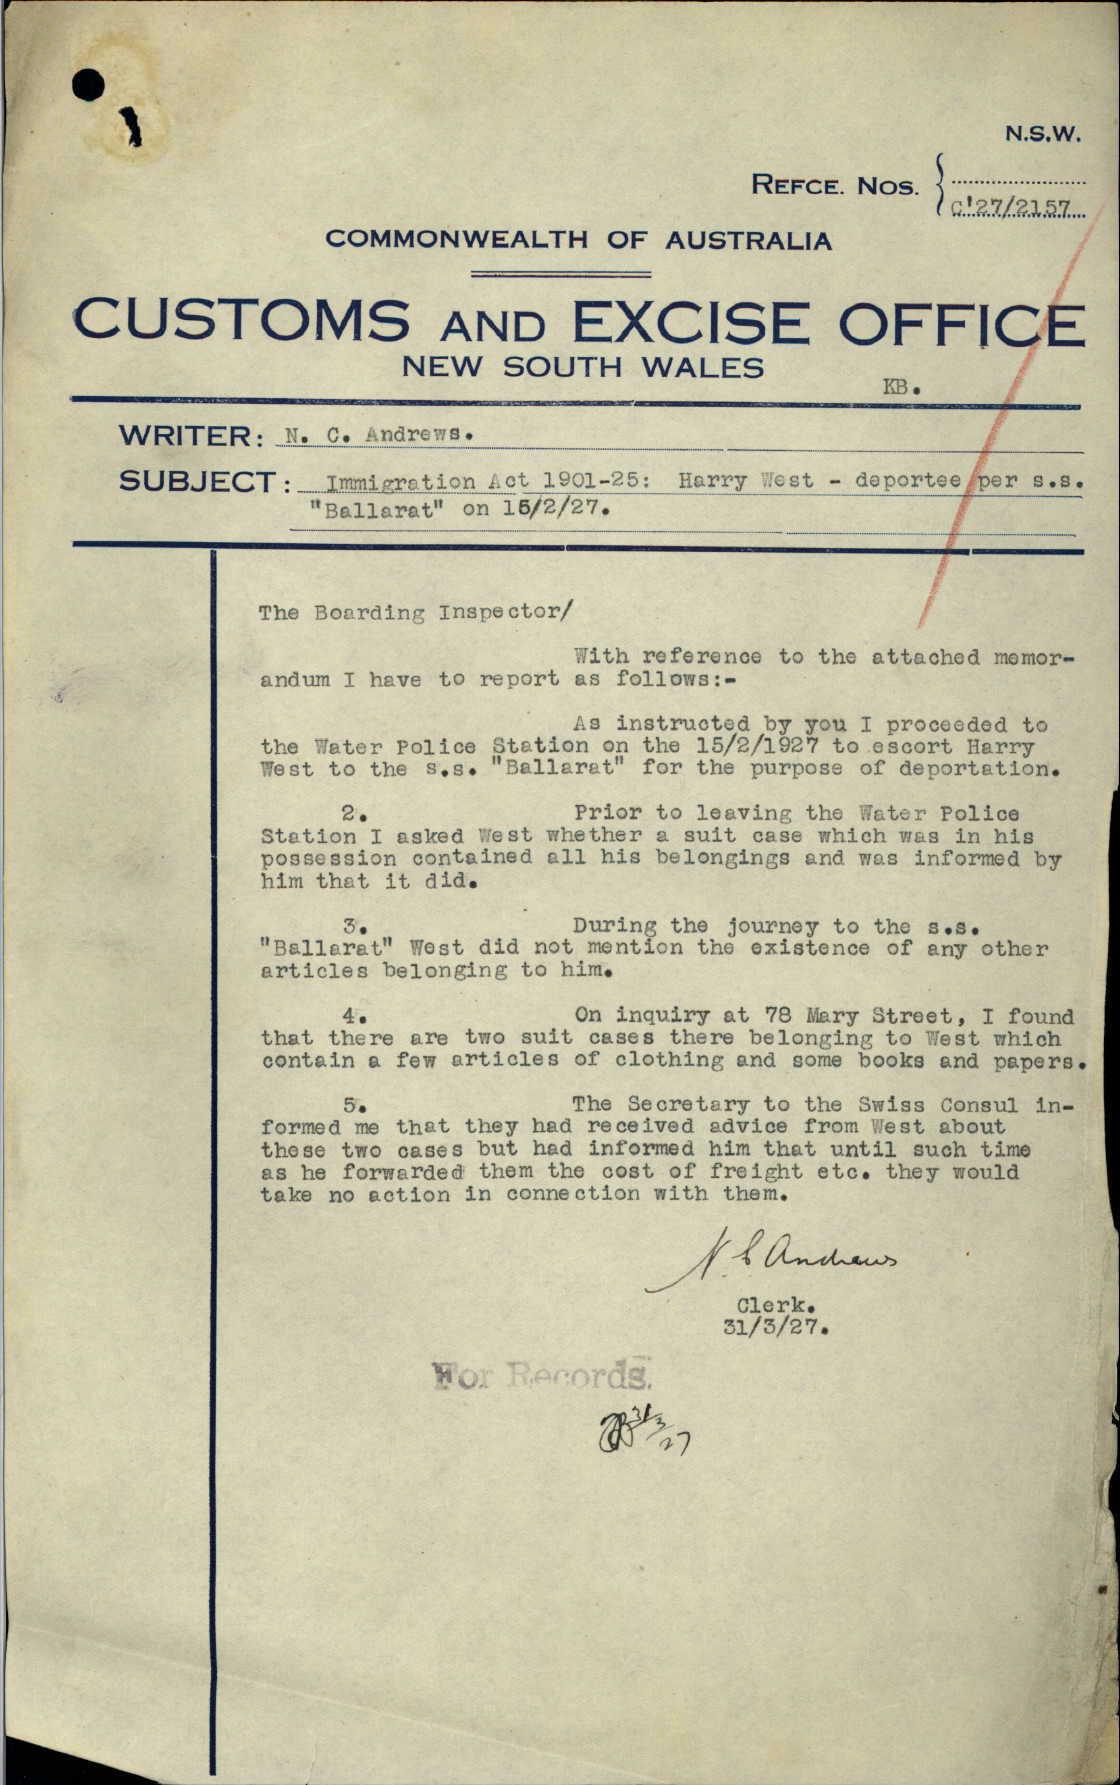 N.S.W.
REFCE. NOS.
C'27/2157
COMMONWEALTH OF AUSTRALIA
CUSTOMS AND EXCISE OFFICE
NEW SOUTH WALES
KB.
WRITER: N. C. Andrews.
SUBJECT: Immigration Act 1901-25: Harry West - deportee per s.s.
"Ballarat" on 15/2/27.
The Boarding Inspector/
With reference to the attached memor-
andum I have to report as follows:-
As instructed by you I proceeded to
the Water Police Station on the 15/2/1927 to escort Harry
West to the s.s. "Ballarat" for the purpose of deportation.
2. Prior to leaving the Water Police
Station I asked West whether a suit case which was in his
possession contained all his belongings and was informed by
him that it did.
3. During the journey to the s.s.
"Ballarat" West did not mention the existence of any other
articles belonging to him.
4. On inquiry at 78 Mary Street, I found
that there are two suit cases there belonging to West which
contain a few articles of clothing and some books and papers.
5. The Secretary to the Swiss Consul in-
formed me that they had received advice from West about
these two cases but had informed him that until such time
as he forwarded them the cost of freight etc. they would
take no action in connection with them.
N C Andrews
Clerk.
31/3/27.
For Records.
31/3/27